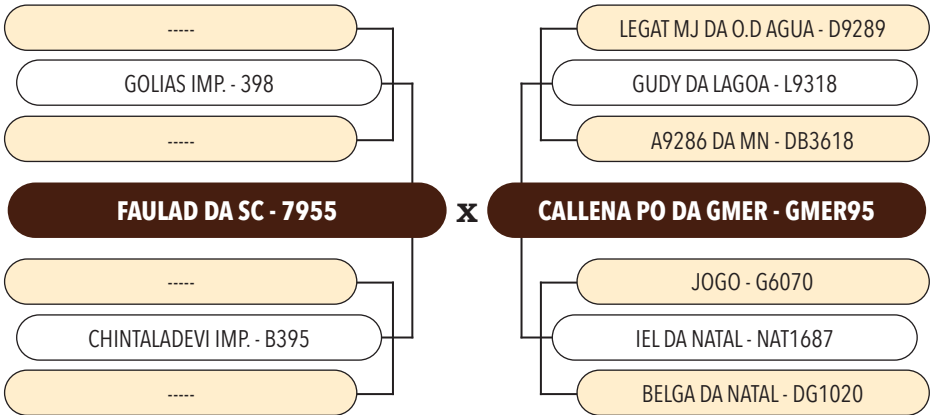 -----
GOLIAS IMP. - 398
-----
FAULAD DA SC - 7955
-----
CHINTALADEVI IMP. - B395
-----
x
LEGAT MJ DA O.D AGUA - D9289
GUDY DA LAGOA - L9318
A9286 DA MN - DB3618
CALLENA PO DA GMER - GMER95
JOGO - G6070
IEL DA NATAL - NAT1687
BELGA DA NATAL - DG1020